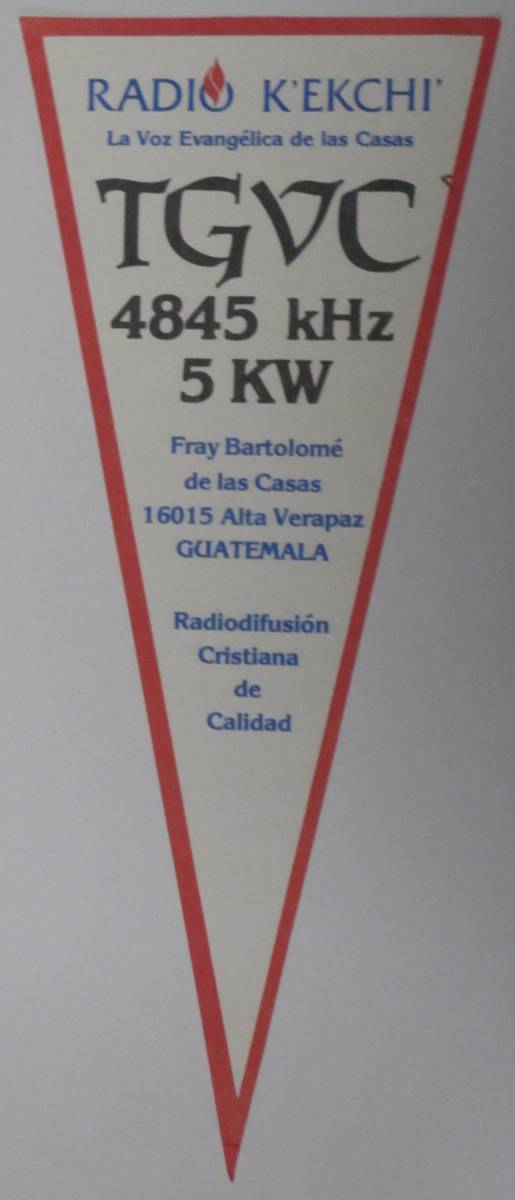 RADIO K'EKCHI'
La Voz Evangélica de las Casas
TGVC
4845 kHz
5 KW
Fray Bartolomé
de las Casas
16015 Alta Verapaz
GUATEMALA
Radiodifusión
Cristiana
de
Calidad